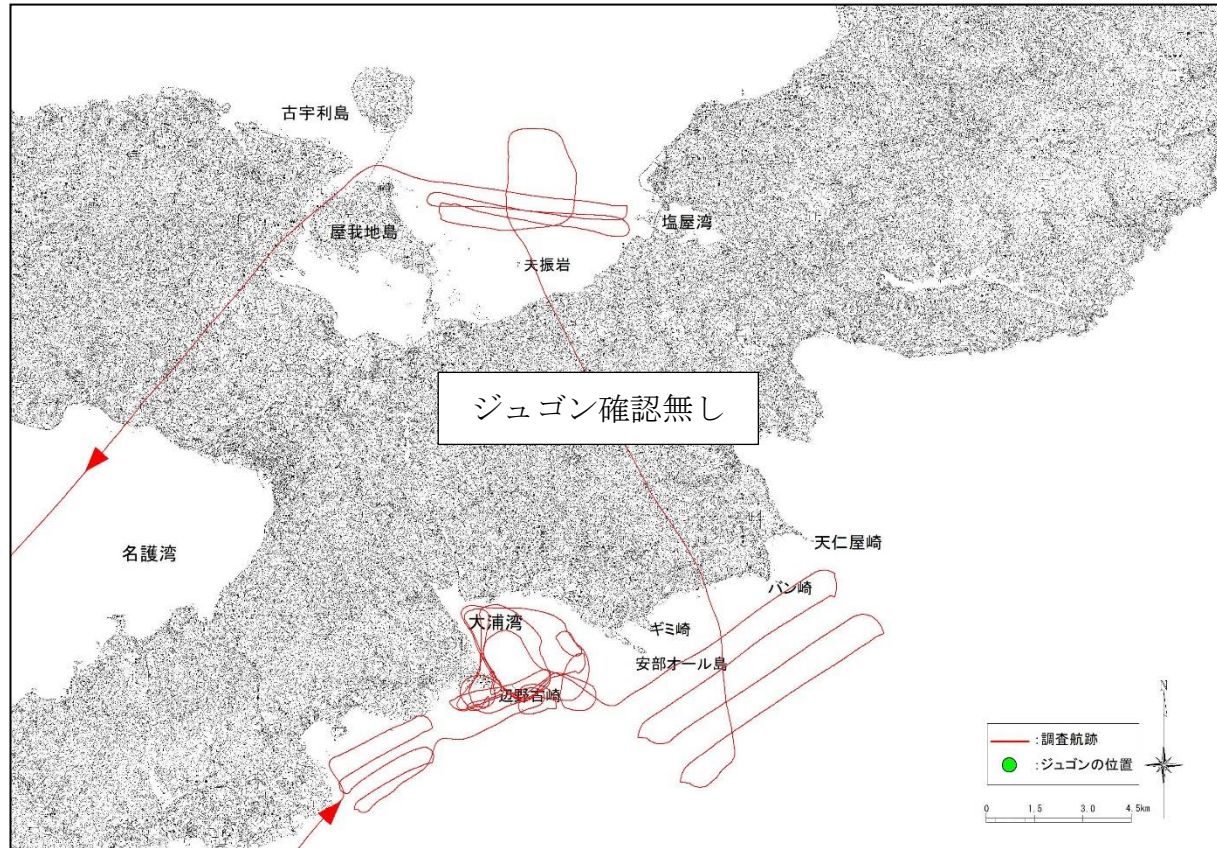 古宇利島
屋我地島
塩屋湾
天振岩
ジュゴン確認無し
名護湾
天仁屋崎
バン崎
大浦湾
ギミ崎
安部オール島
辺野古崎
N
:調査航跡
:ジュゴンの位置
0 1.5 3.0 4.5km